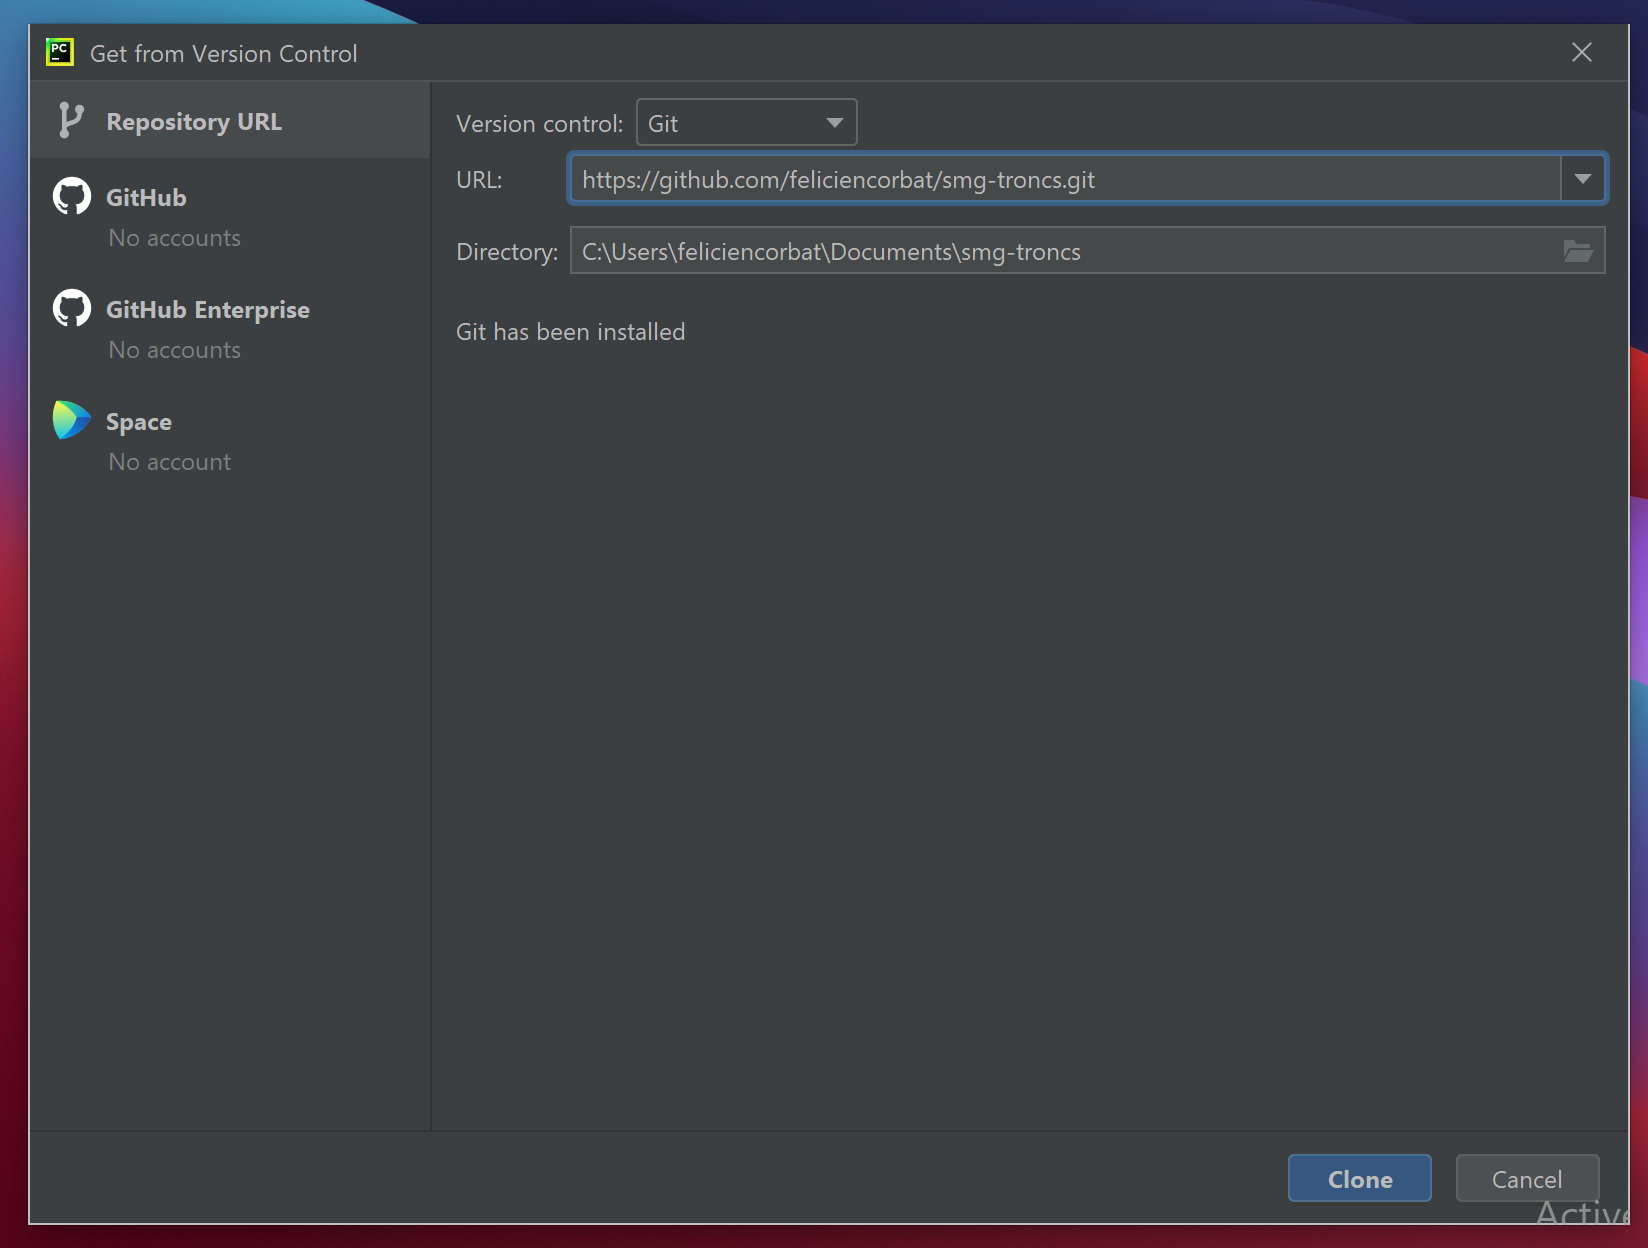 PC
Get from Version Control
Repository URL
GitHub
No accounts
GitHub Enterprise
No accounts
Space
No account
Version control: Git
URL: https://github.com/feliciencorbat/smg-troncs.git
Directory: C:\Users\feliciencorbat\Documents\smg-troncs
Git has been installed
Clone Cancel